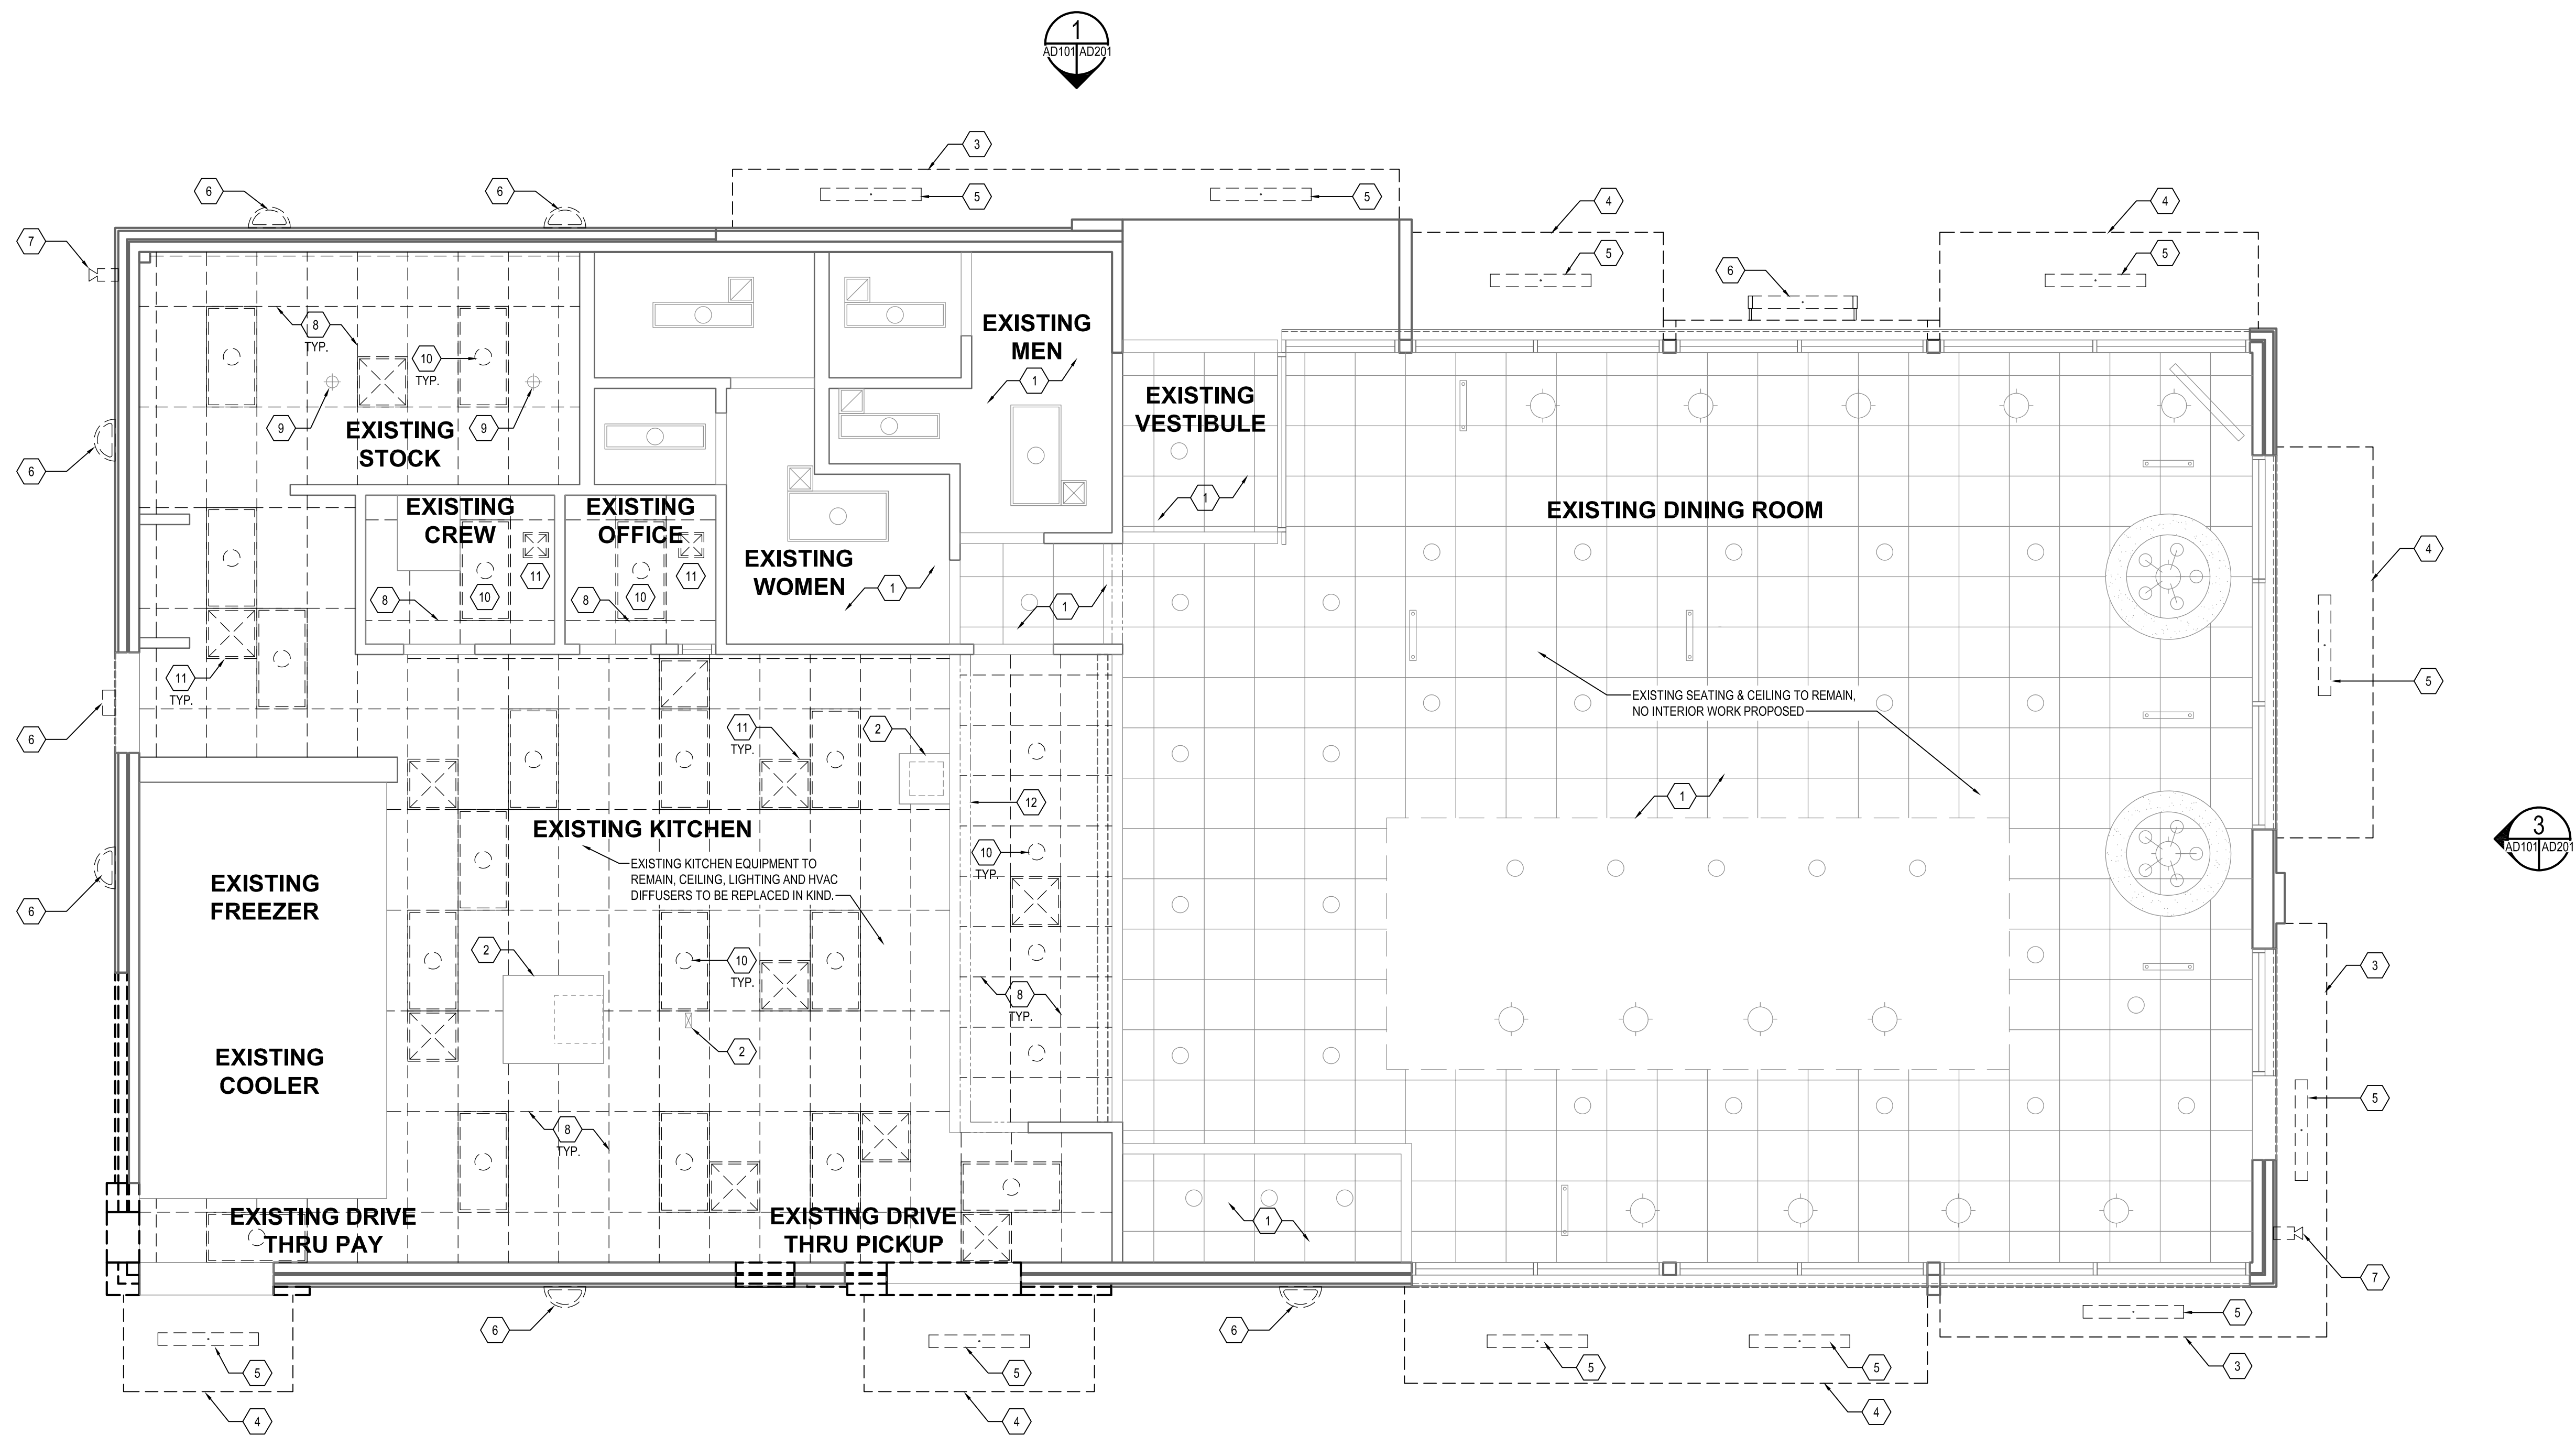 1
AD101 AD201
3
6
6
5
5
4
4
7
5
5
6
8
TYP.
10
TYP.
EXISTING
MEN
1
9
9
EXISTING
STOCK
EXISTING
VESTIBULE
1
6
EXISTING
CREW
EXISTING
OFFICE
EXISTING DINING ROOM
11
11
10
10
8
8
EXISTING
WOMEN
1
1
4
11
TYP.
5
EXISTING SEATING & CEILING TO REMAIN,
NO INTERIOR WORK PROPOSED
6
11
TYP.
2
12
1
EXISTING KITCHEN
EXISTING KITCHEN EQUIPMENT TO
REMAIN, CEILING, LIGHTING AND HVAC
DIFFUSERS TO BE REPLACED IN KIND.
10
TYP.
3
AD101 AD201
EXISTING
FREEZER
6
2
10
TYP.
3
8
TYP.
2
EXISTING
COOLER
5
8
TYP.
EXISTING DRIVE
THRU PAY
EXISTING DRIVE
THRU PICKUP
1
7
6
6
5
5
5
5
5
3
4
4
4